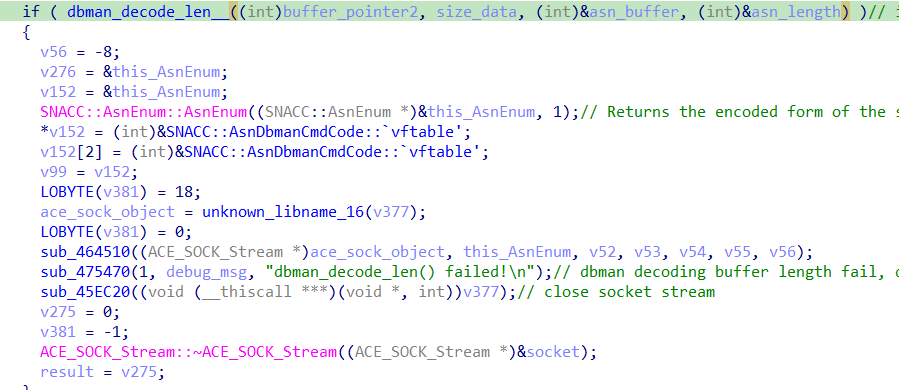 if ( dbman_decode_len__((int)buffer_pointer2, size_data, (int)&asn_buffer, (int)&asn_length) )// i
{
v56 = -8;
v276 = &this_AsnEnum;
v152 = &this_AsnEnum;
SNACC::AsnEnum::AsnEnum((SNACC::AsnEnum *)&this_AsnEnum, 1);// Returns the encoded form of the s
*v152 = (int)&SNACC::AsnDbmanCmdCode::`vftable';
v152[2] = (int)&SNACC::AsnDbmanCmdCode::`vftable';
v99 = v152;
LOBYTE(v381) = 18;
ace_sock_object = unknown_libname_16(v377);
LOBYTE(v381) = 0;
sub_464510((ACE_SOCK_Stream *)ace_sock_object, this_AsnEnum, v52, v53, v54, v55, v56);
sub_475470(1, debug_msg, "dbman_decode_len() failed!\n");// dbman decoding buffer length fail, c
sub_45EC20((void (__thiscall ***)(void *, int))v377);// close socket stream
v275 = 0;
v381 = -1;
ACE_SOCK_Stream::~ACE_SOCK_Stream((ACE_SOCK_Stream *)&socket);
result = v275;